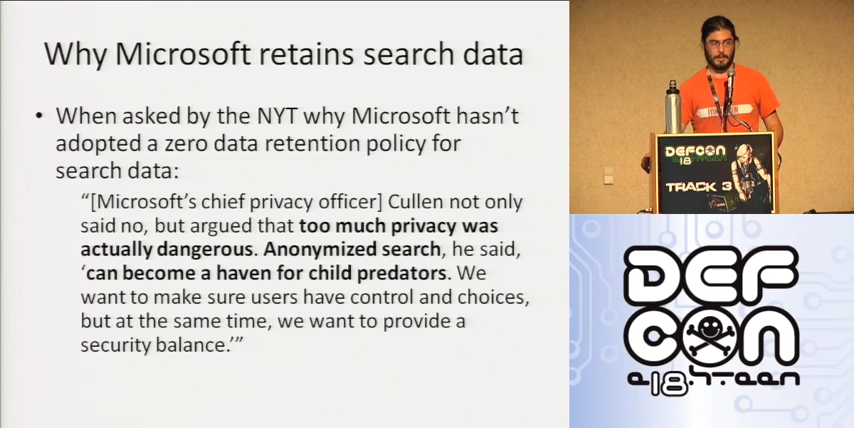 Why Microsoft retains search data
• When asked by the NYT why Microsoft hasn't
adopted a zero data retention policy for
search data:
"[Microsoft's chief privacy officer] Cullen not only
said no, but argued that too much privacy was
actually dangerous. Anonymized search, he said,
'can become a haven for child predators. We
want to make sure users have control and choices,
but at the same time, we want to provide a
security balance.'"
DEFCON
18
TRACK 3
DEF
CON
e18hteen